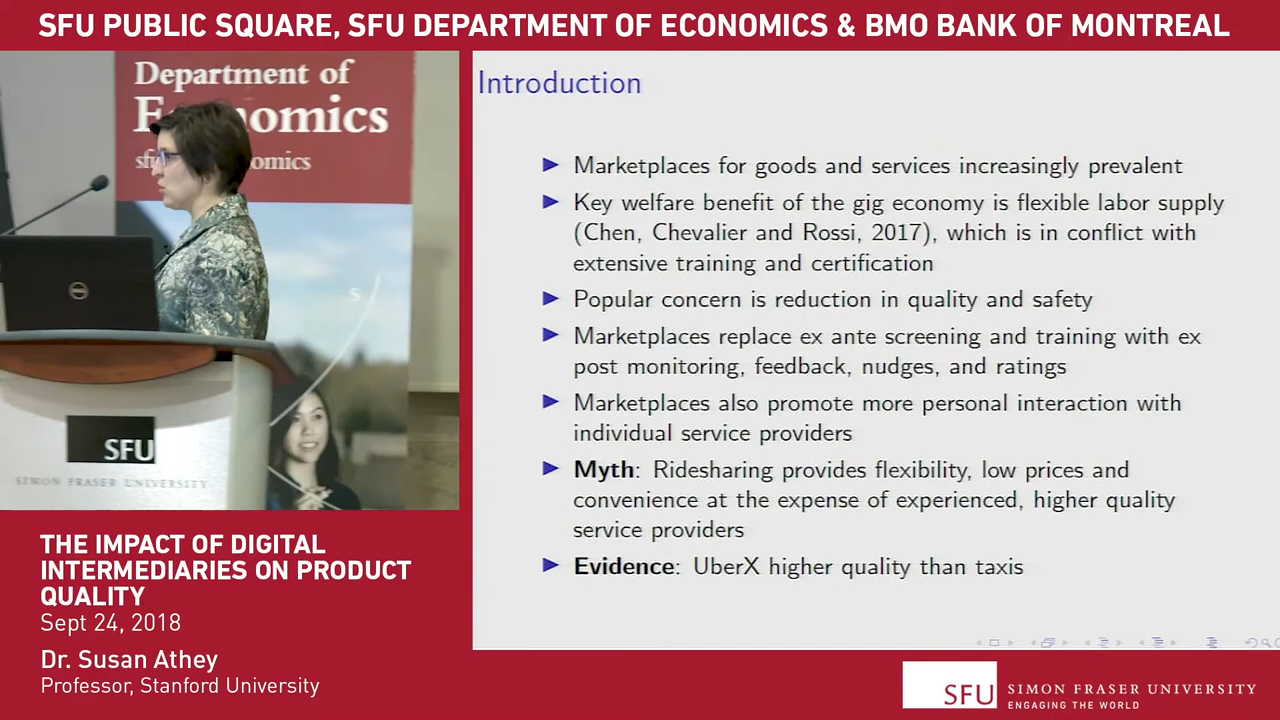 SFU PUBLIC SQUARE, SFU DEPARTMENT OF ECONOMICS & BMO BANK OF MONTREAL
Department of
sfu
SFU
SIMON FRASER UNIVERSITY
Introduction
Marketplaces for goods and services increasingly prevalent
Key welfare benefit of the gig economy is flexible labor supply
(Chen, Chevalier and Rossi, 2017), which is in conflict with
extensive training and certification
Popular concern is reduction in quality and safety
Marketplaces replace ex ante screening and training with ex
post monitoring, feedback, nudges, and ratings
Marketplaces also promote more personal interaction with
individual service providers
Myth: Ridesharing provides flexibility, low prices and
convenience at the expense of experienced, higher quality
service providers
Evidence: UberX higher quality than taxis
THE IMPACT OF DIGITAL
INTERMEDIARIES ON PRODUCT
QUALITY
Sept 24, 2018
Dr. Susan Athey
Professor, Stanford University
SFU
SIMON FRASER UNIVERSITY
ENGAGING THE WORLD